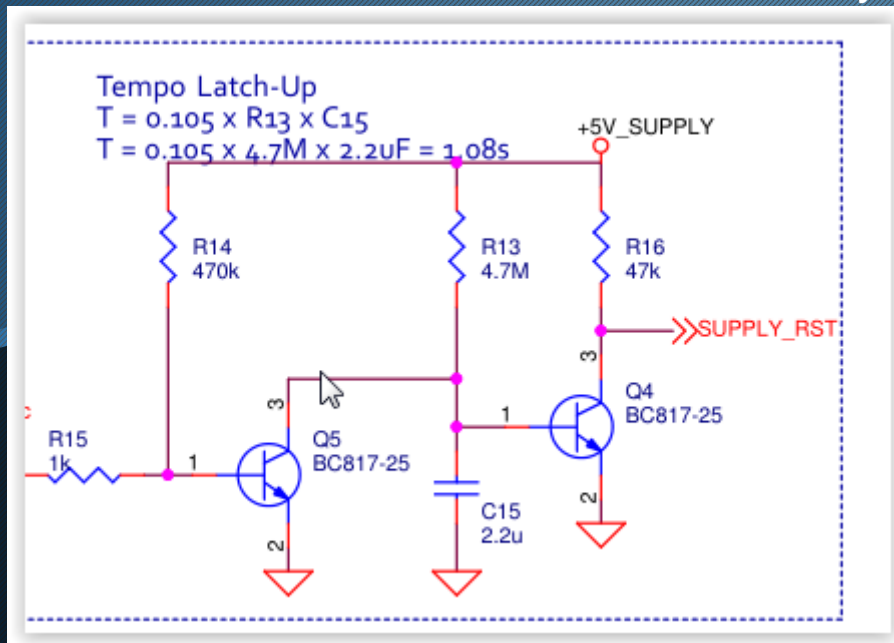 Tempo Latch-Up
T = 0.105 x R13 x C15
T = 0.105 x 4.7M x 2.2uF = 1.08s
+5V_SUPPLY
R14
470k
R13
4.7M
R16
47k
SUPPLY_RST
3
Q4
BC817-25
1
2
3
Q5
BC817-25
R15
1k
1
2
C15
2.2u